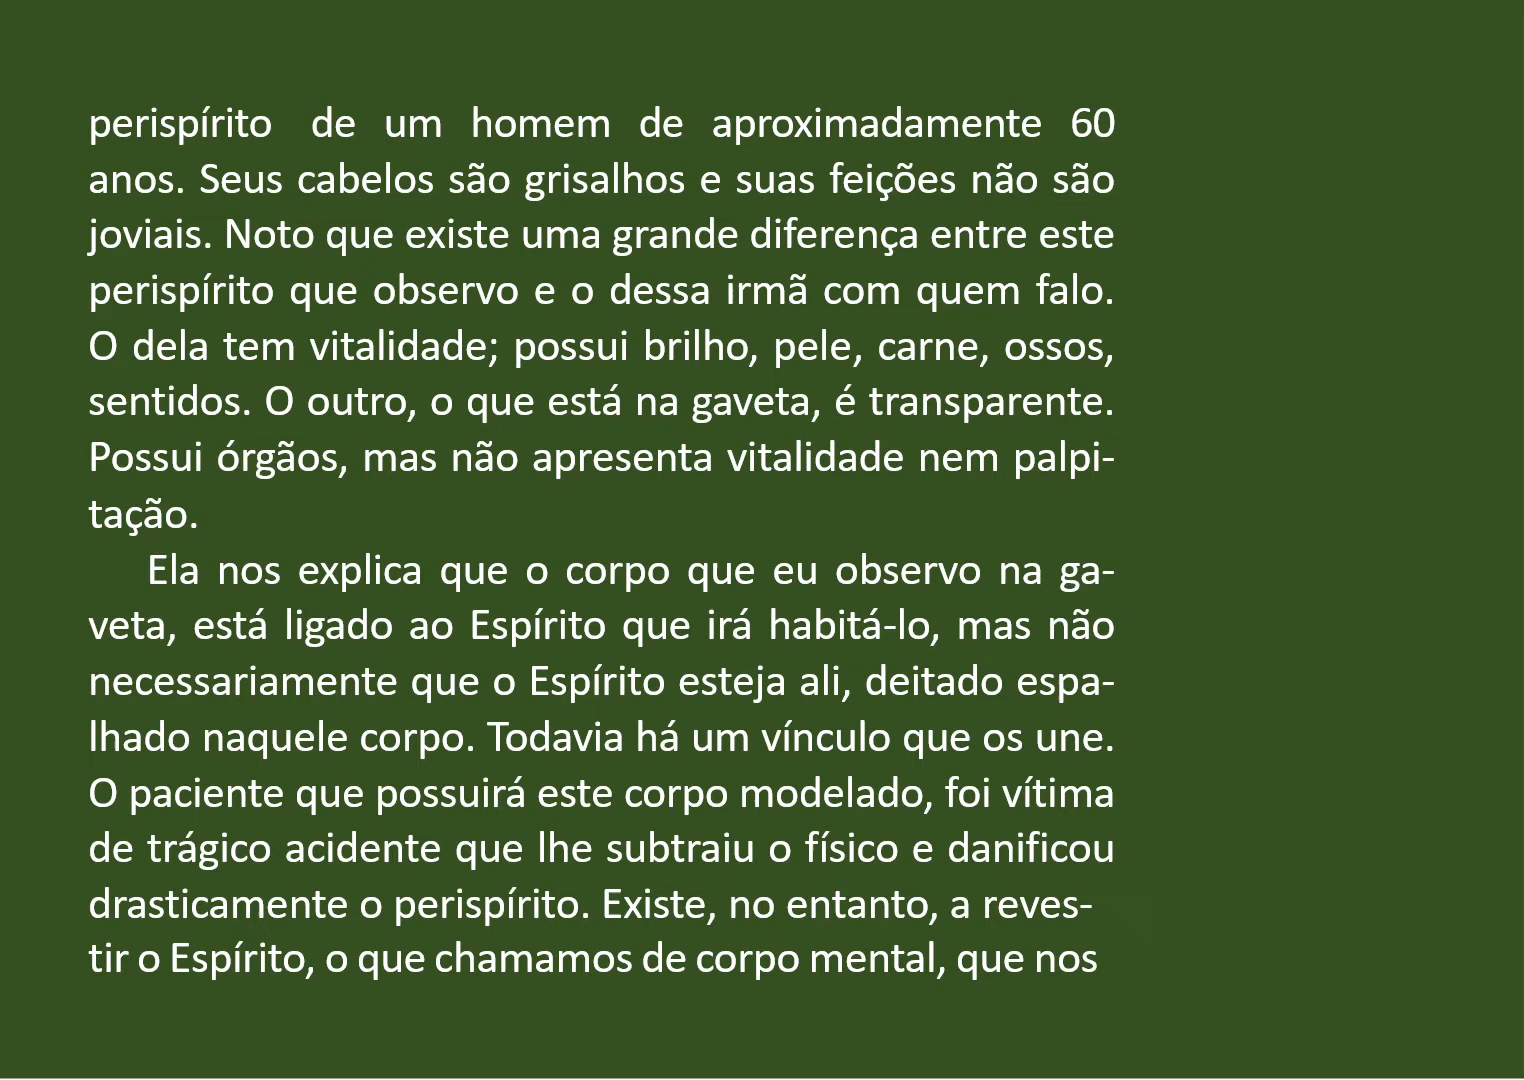 perispírito de um homem de aproximadamente 60
anos. Seus cabelos são grisalhos e suas feições não são
joviais. Noto que existe uma grande diferença entre este
perispírito que observo e o dessa irmã com quem falo.
O dela tem vitalidade; possui brilho, pele, carne, ossos,
sentidos. O outro, o que está na gaveta, é transparente.
Possui órgãos, mas não apresenta vitalidade nem palpi-
tação.
Ela nos explica que o corpo que eu observo na ga-
veta, está ligado ao Espírito que irá habitá-lo, mas não
necessariamente que o Espírito esteja ali, deitado espa-
lhado naquele corpo. Todavia há um vínculo que os une.
O paciente que possuirá este corpo modelado, foi vítima
de trágico acidente que lhe subtraiu o físico e danificou
drasticamente o perispírito. Existe, no entanto, a reves-
tir o Espírito, o que chamamos de corpo mental, que nos